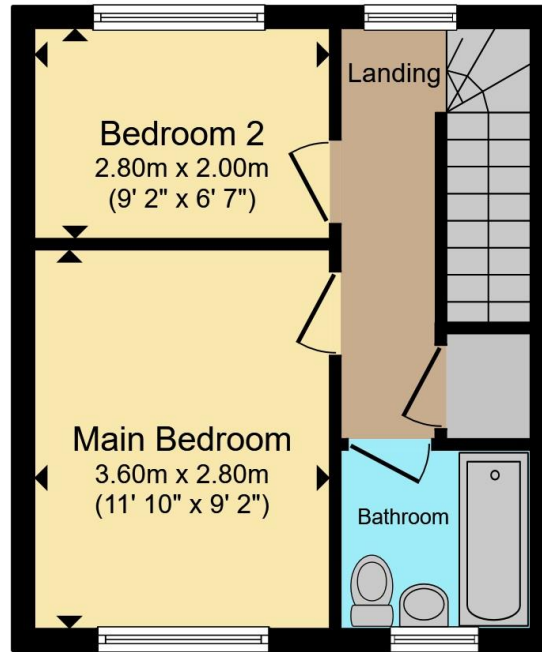 Landing
Bedroom 2
2.80m x 2.00m
(9' 2" x 6' 7")
Main Bedroom
3.60m x 2.80m
(11' 10" x 9' 2")
Bathroom